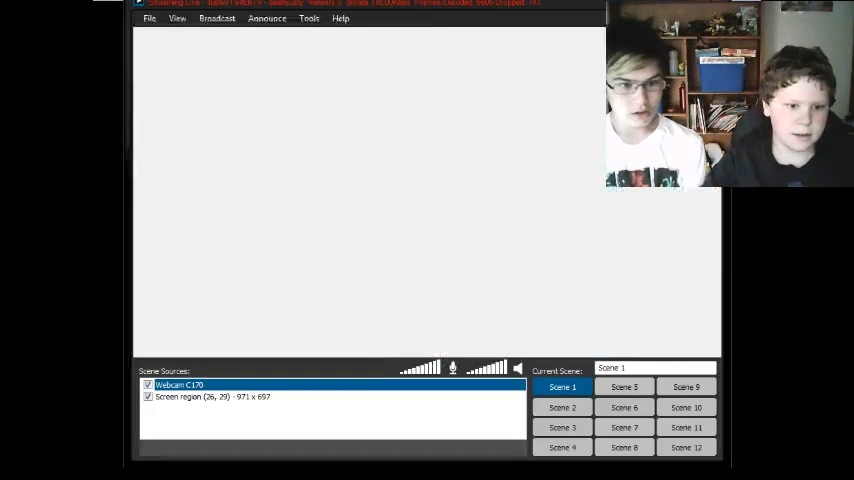 File View Broadcast Announce Tools Help
Scene Sources:
Webcam C170
Screen region (26, 29) - 971 x 697
Current Scene:
Scene 1
Scene 1 Scene 5 Scene 9
Scene 2 Scene 6 Scene 10
Scene 3 Scene 7 Scene 11
Scene 4 Scene 8 Scene 12